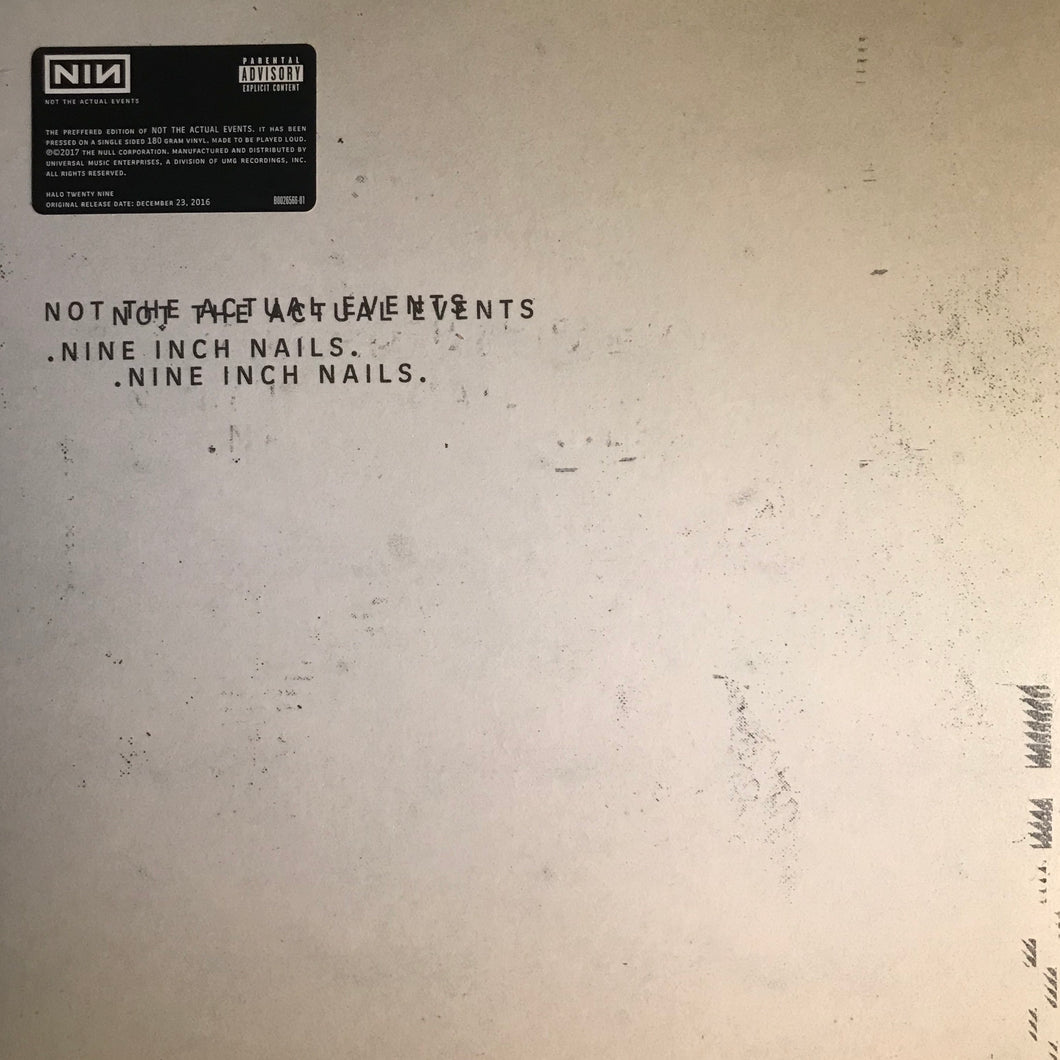 NIN
PARENTAL
ADVISORY
EXPLICIT CONTENT
NOT THE ACTUAL EVENTS
THE PREFFERED EDITION OF NOT THE ACTUAL EVENTS. IT HAS BEEN
PRESSED ON A SINGLE SIDED 180 GRAM VINYL. MADE TO BE PLAYED LOUD.
℗©2017 THE NULL CORPORATION. MANUFACTURED AND DISTRIBUTED BY
UNIVERSAL MUSIC ENTERPRISES, A DIVISION OF UMG RECORDINGS, INC.
ALL RIGHTS RESERVED.
HALO TWENTY NINE
ORIGINAL RELEASE DATE: DECEMBER 23, 2016
B0026566-01
NOT THE ACTUAL EVENTS
NOT THE ACTUAL EVENTS
.NINE INCH NAILS.
.NINE INCH NAILS.